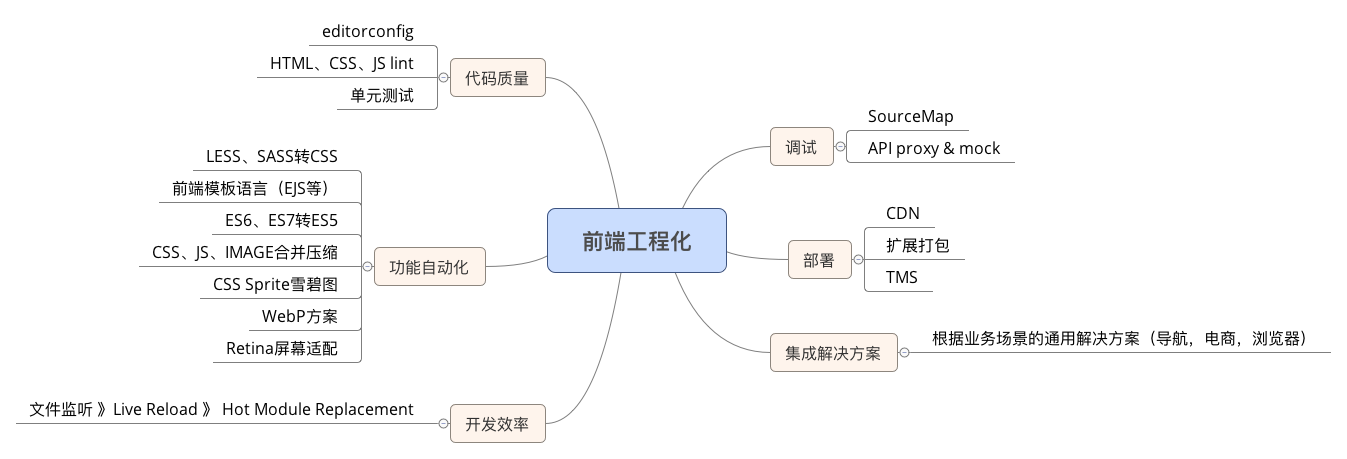 editorconfig
HTML、CSS、JS lint
单元测试
代码质量
LESS、SASS转CSS
前端模板语言（EJS等）
ES6、ES7转ES5
CSS、JS、IMAGE合并压缩
CSS Sprite雪碧图
WebP方案
Retina屏幕适配
功能自动化
文件监听 》Live Reload 》 Hot Module Replacement
开发效率
前端工程化
调试
SourceMap
API proxy & mock
部署
CDN
扩展打包
TMS
集成解决方案
根据业务场景的通用解决方案（导航，电商，浏览器）